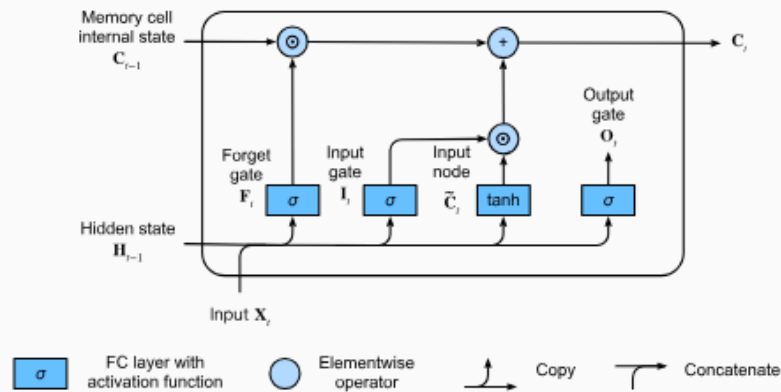 Memory cell
internal state
C_{t-1}
C_t
Output
gate
O_t
Forget
gate
F_t
Input
gate
I_t
Input
node
C̃_t
σ
σ
tanh
σ
Hidden state
H_{t-1}
Input X_t
σ
FC layer with
activation function
Elementwise
operator
Copy
Concatenate